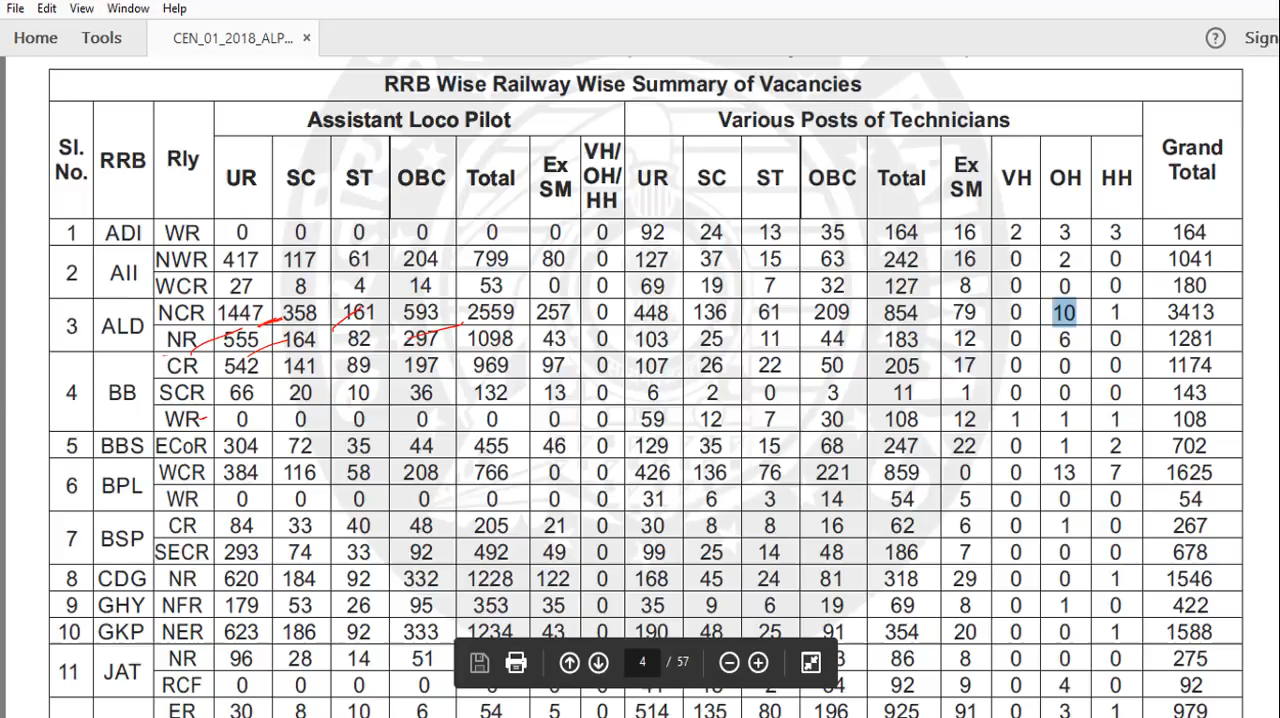 File Edit View Window Help
Home Tools CEN_01_2018_ALP... × ? Sign
RRB Wise Railway Wise Summary of Vacancies
Sl. No. RRB Rly Assistant Loco Pilot Various Posts of Technicians Grand Total
UR SC ST OBC Total Ex SM VH/ OH/ HH UR SC ST OBC Total Ex SM VH OH HH
1 ADI WR 0 0 0 0 0 0 0 92 24 13 35 164 16 2 3 3 164
2 AII NWR 417 117 61 204 799 80 0 127 37 15 63 242 16 0 2 0 1041
WCR 27 8 4 14 53 0 0 69 19 7 32 127 8 0 0 0 180
3 ALD NCR 1447 358 161 593 2559 257 0 448 136 61 209 854 79 0 10 1 3413
NR 555 164 82 297 1098 43 0 103 25 11 44 183 12 0 6 0 1281
4 BB CR 542 141 89 197 969 97 0 107 26 22 50 205 17 0 0 0 1174
SCR 66 20 10 36 132 13 0 6 2 0 3 11 1 0 0 0 143
WR 0 0 0 0 0 0 0 59 12 7 30 108 12 1 1 1 108
5 BBS ECoR 304 72 35 44 455 46 0 129 35 15 68 247 22 0 1 2 702
6 BPL WCR 384 116 58 208 766 0 0 426 136 76 221 859 0 0 13 7 1625
WR 0 0 0 0 0 0 0 31 6 3 14 54 5 0 0 0 54
7 BSP CR 84 33 40 48 205 21 0 30 8 8 16 62 6 0 1 0 267
SECR 293 74 33 92 492 49 0 99 25 14 48 186 7 0 0 0 678
8 CDG NR 620 184 92 332 1228 122 0 168 45 24 81 318 29 0 0 1 1546
9 GHY NFR 179 53 26 95 353 35 0 35 9 6 19 69 8 0 1 0 422
10 GKP NER 623 186 92 333 1234 43 0 190 48 25 91 354 20 0 0 1 1588
11 JAT NR 96 28 14 51 86 8 0 0 0 275
RCF 0 0 0 0 92 9 0 4 0 92
ER 30 8 10 6 54 5 0 514 135 80 196 925 91 0 3 1 979
4 / 57